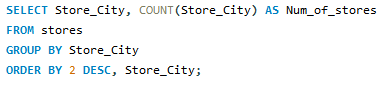 SELECT Store_City, COUNT(Store_City) AS Num_of_stores
FROM stores
GROUP BY Store_City
ORDER BY 2 DESC, Store_City;